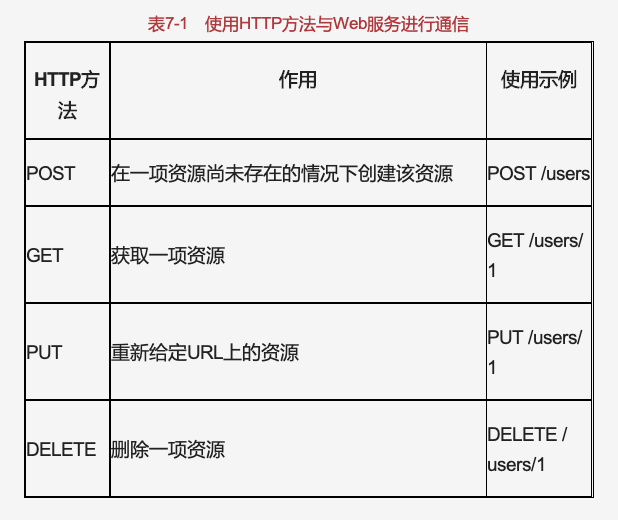 表7-1 使用HTTP方法与Web服务进行通信
HTTP方
法
作用
使用示例
POST
在一项资源尚未存在的情况下创建该资源
POST /users
GET
获取一项资源
GET /users/
1
PUT
重新给定URL上的资源
PUT /users/
1
DELETE
删除一项资源
DELETE /
users/1